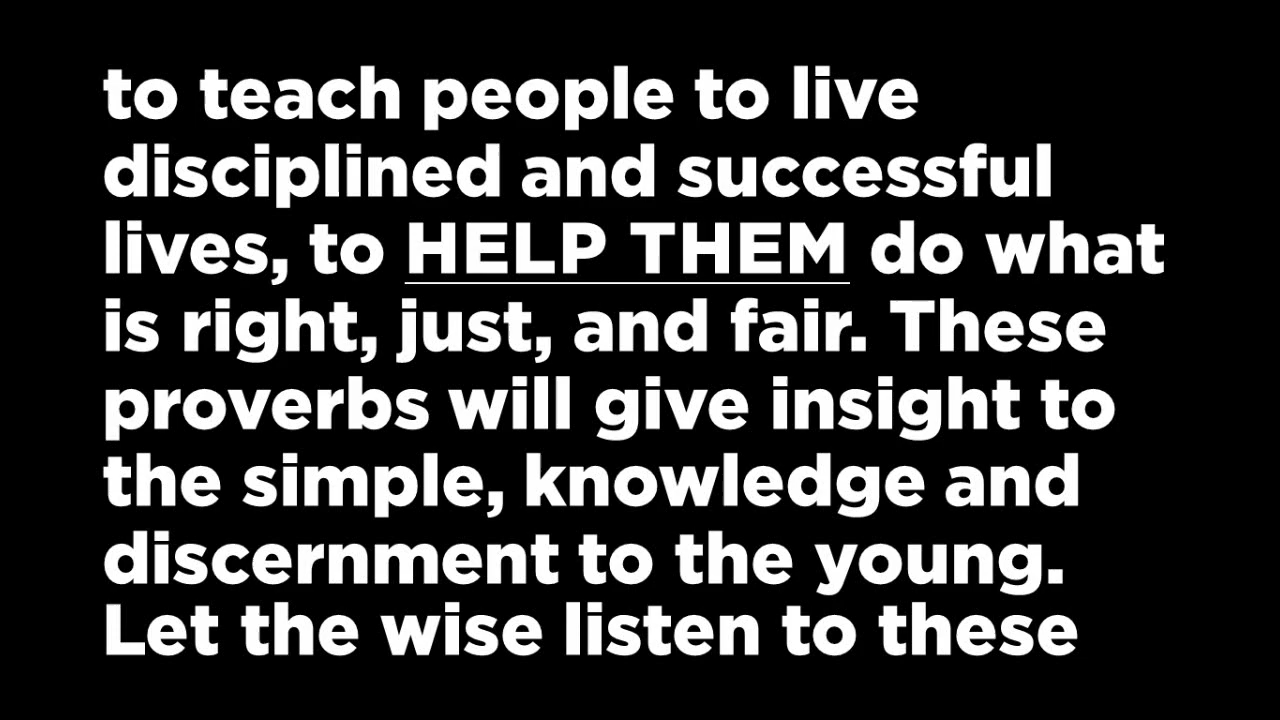 to teach people to live
disciplined and successful
lives, to HELP THEM do what
is right, just, and fair. These
proverbs will give insight to
the simple, knowledge and
discernment to the young.
Let the wise listen to these